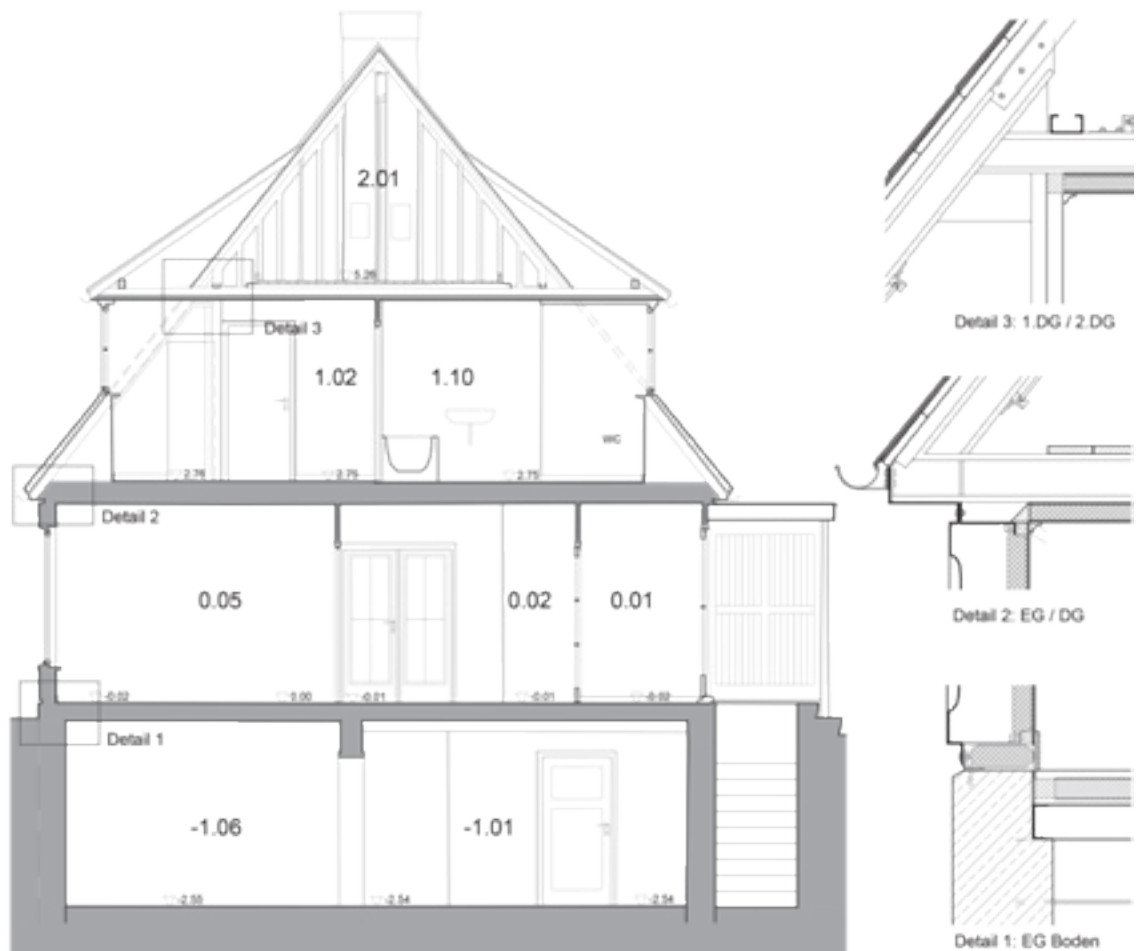 2.01
5.26
Detail 3
1.02
1.10
WC
2.76
2.75
2.75
Detail 3: 1.DG / 2.DG
Detail 2
0.05
0.02
0.01
-0.02
0.00
-0.01
-0.01
-0.02
Detail 2: EG / DG
Detail 1
-1.06
-1.01
-2.55
-2.54
-2.54
Detail 1: EG Boden